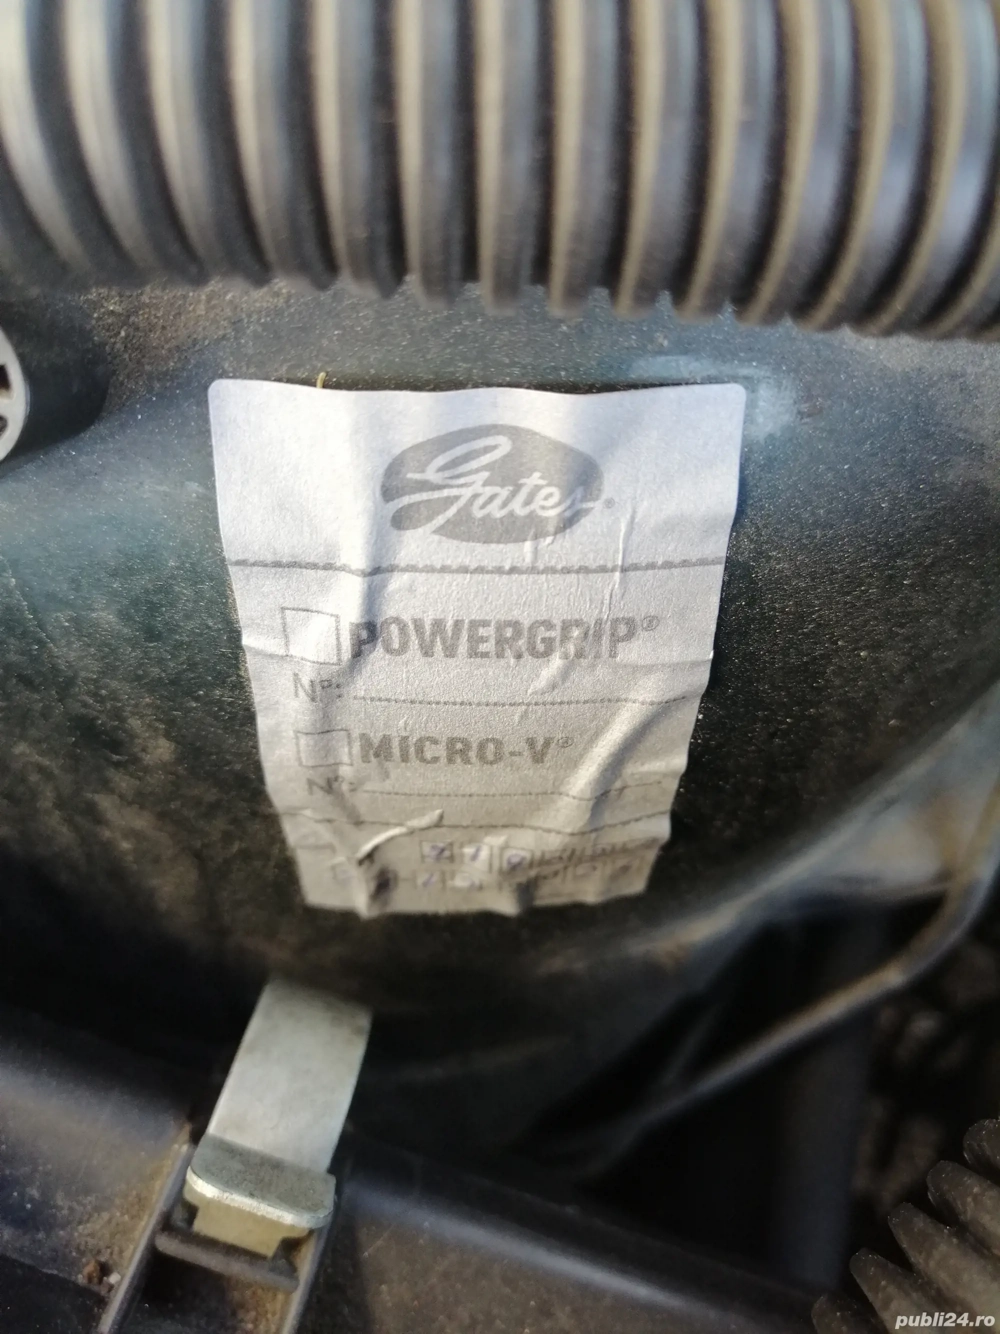 Gates®
POWERGRIP®
Nº:
MICRO-V®
Nº:
publi24.ro